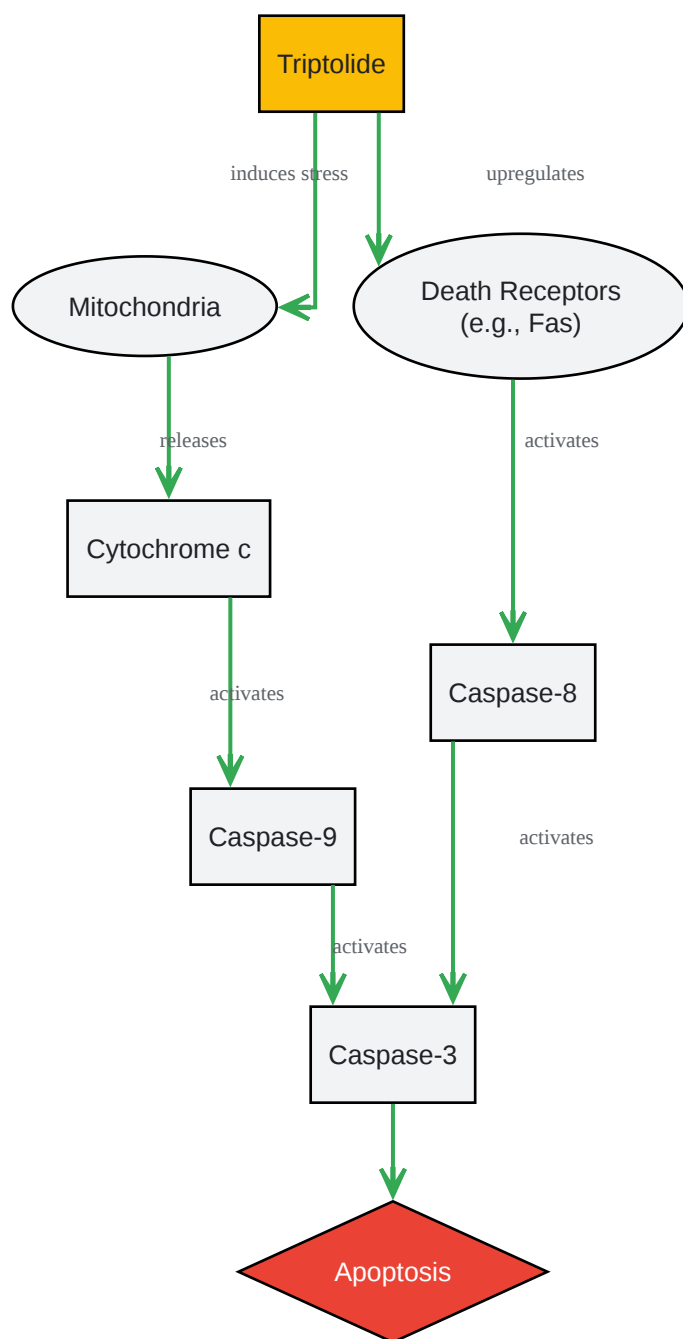 Triptolide
induces stress
upregulates
Mitochondria
Death Receptors
(e.g., Fas)
releases
activates
Cytochrome c
activates
Caspase-8
Caspase-9
activates
activates
Caspase-3
Apoptosis